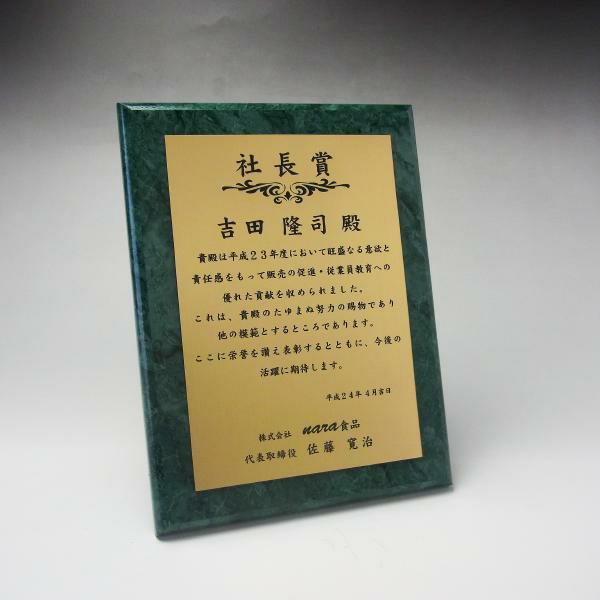 社長賞
吉田 隆司 殿
貴殿は平成23年度において旺盛なる意欲と
責任感をもって販売の促進・従業員教育への
優れた貢献を収められました。
これは、貴殿のたゆまぬ努力の賜物であり
他の模範とするところであります。
ここに栄誉を讃え表彰するとともに、今後の
活躍に期待します。
平成24年 4月吉日
株式会社 nara食品
代表取締役 佐藤 寛治